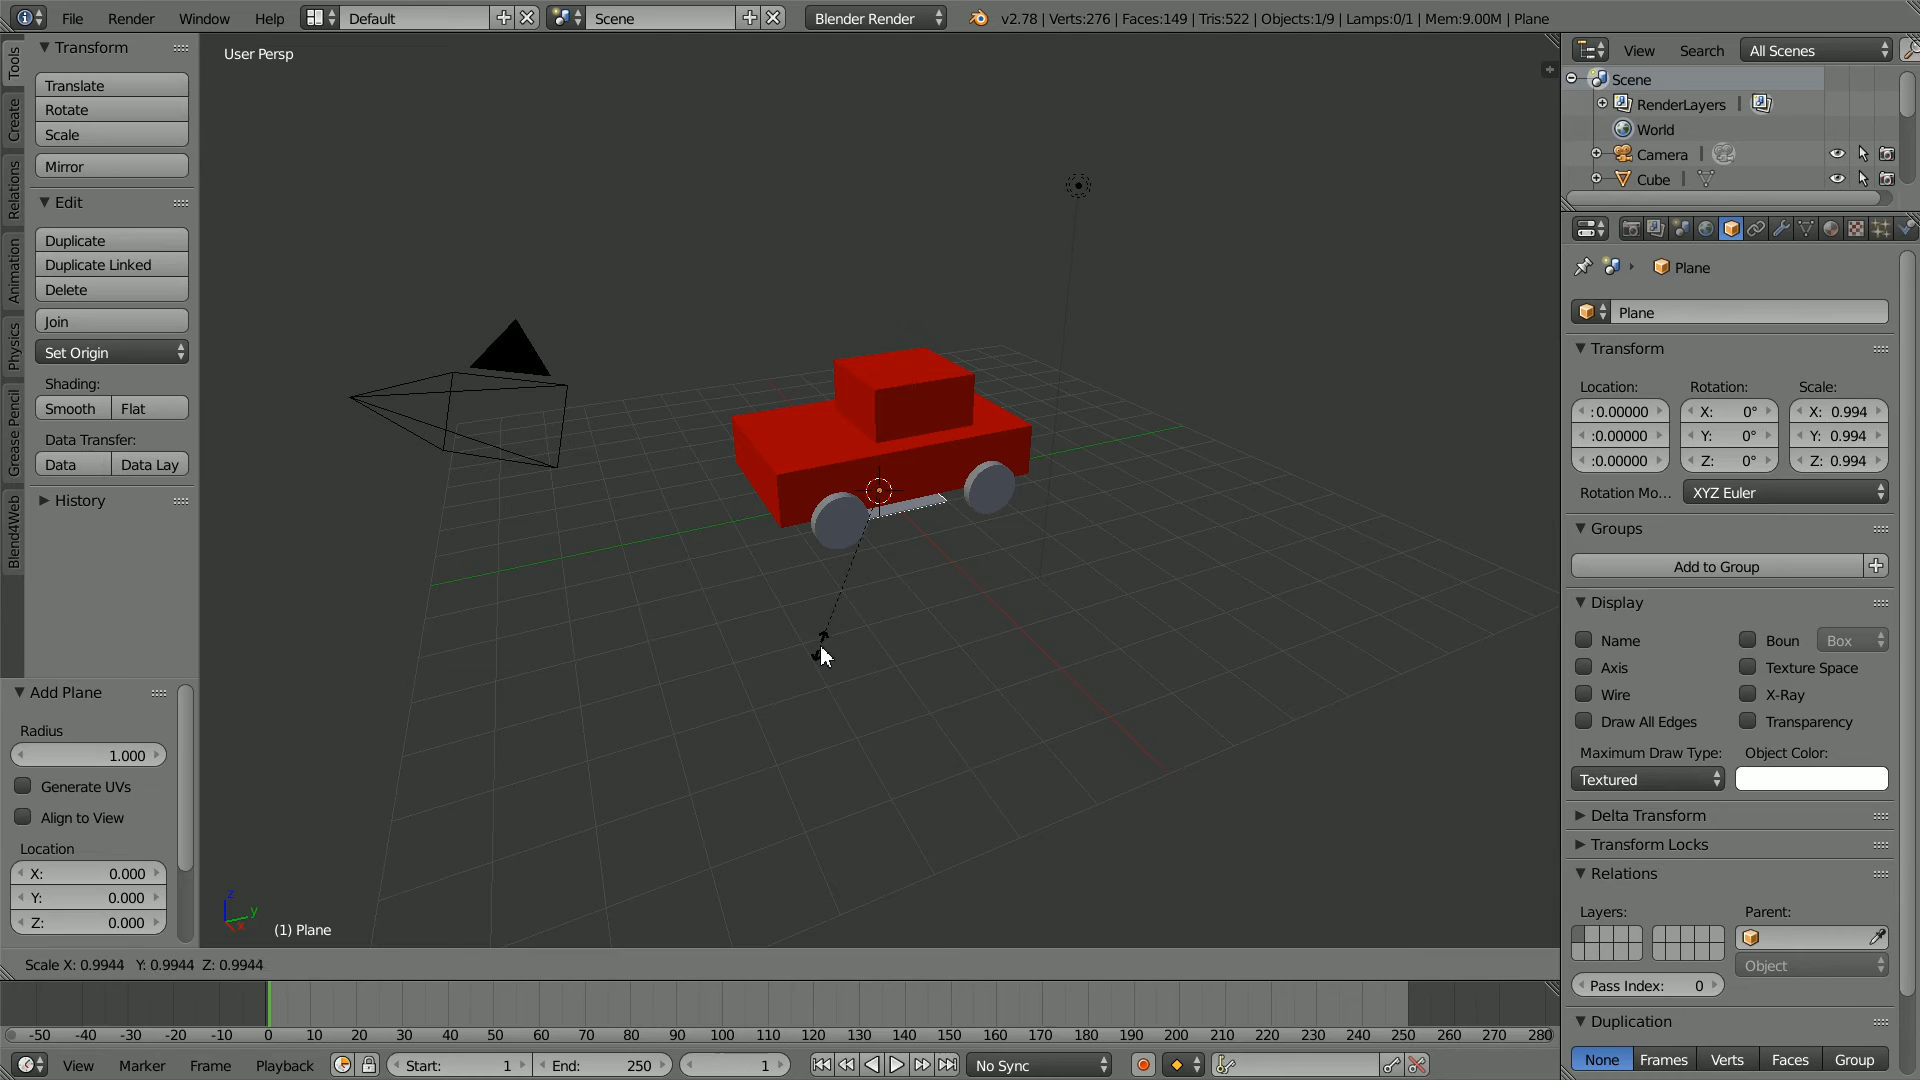 File Render Window Help Default Scene Blender Render v2.78 | Verts:276 | Faces:149 | Tris:522 | Objects:1/9 | Lamps:0/1 | Mem:9.00M | Plane
User Persp
Tools
Create
Relations
Animation
Physics
Grease Pencil
Blend4Web
Transform
Translate
Rotate
Scale
Mirror
Edit
Duplicate
Duplicate Linked
Delete
Join
Set Origin
Shading:
Smooth Flat
Data Transfer:
Data Data Lay
History
Add Plane
Radius
1.000
Generate UVs
Align to View
Location
X: 0.000
Y: 0.000
Z: 0.000
z
y
x
(1) Plane
Scale X: 0.9944 Y: 0.9944 Z: 0.9944
-50 -40 -30 -20 -10 0 10 20 30 40 50 60 70 80 90 100 110 120 130 140 150 160 170 180 190 200 210 220 230 240 250 260 270 280
View Marker Frame Playback Start: 1 End: 250 1 No Sync
View Search All Scenes
Scene
RenderLayers |
World
Camera |
Cube |
Plane
Plane
Transform
Location: Rotation: Scale:
:0.00000 X: 0° X: 0.994
:0.00000 Y: 0° Y: 0.994
:0.00000 Z: 0° Z: 0.994
Rotation Mo... XYZ Euler
Groups
Add to Group
Display
Name Boun Box
Axis Texture Space
Wire X-Ray
Draw All Edges Transparency
Maximum Draw Type: Object Color:
Textured
Delta Transform
Transform Locks
Relations
Layers: Parent:
Object
Pass Index: 0
Duplication
None Frames Verts Faces Group